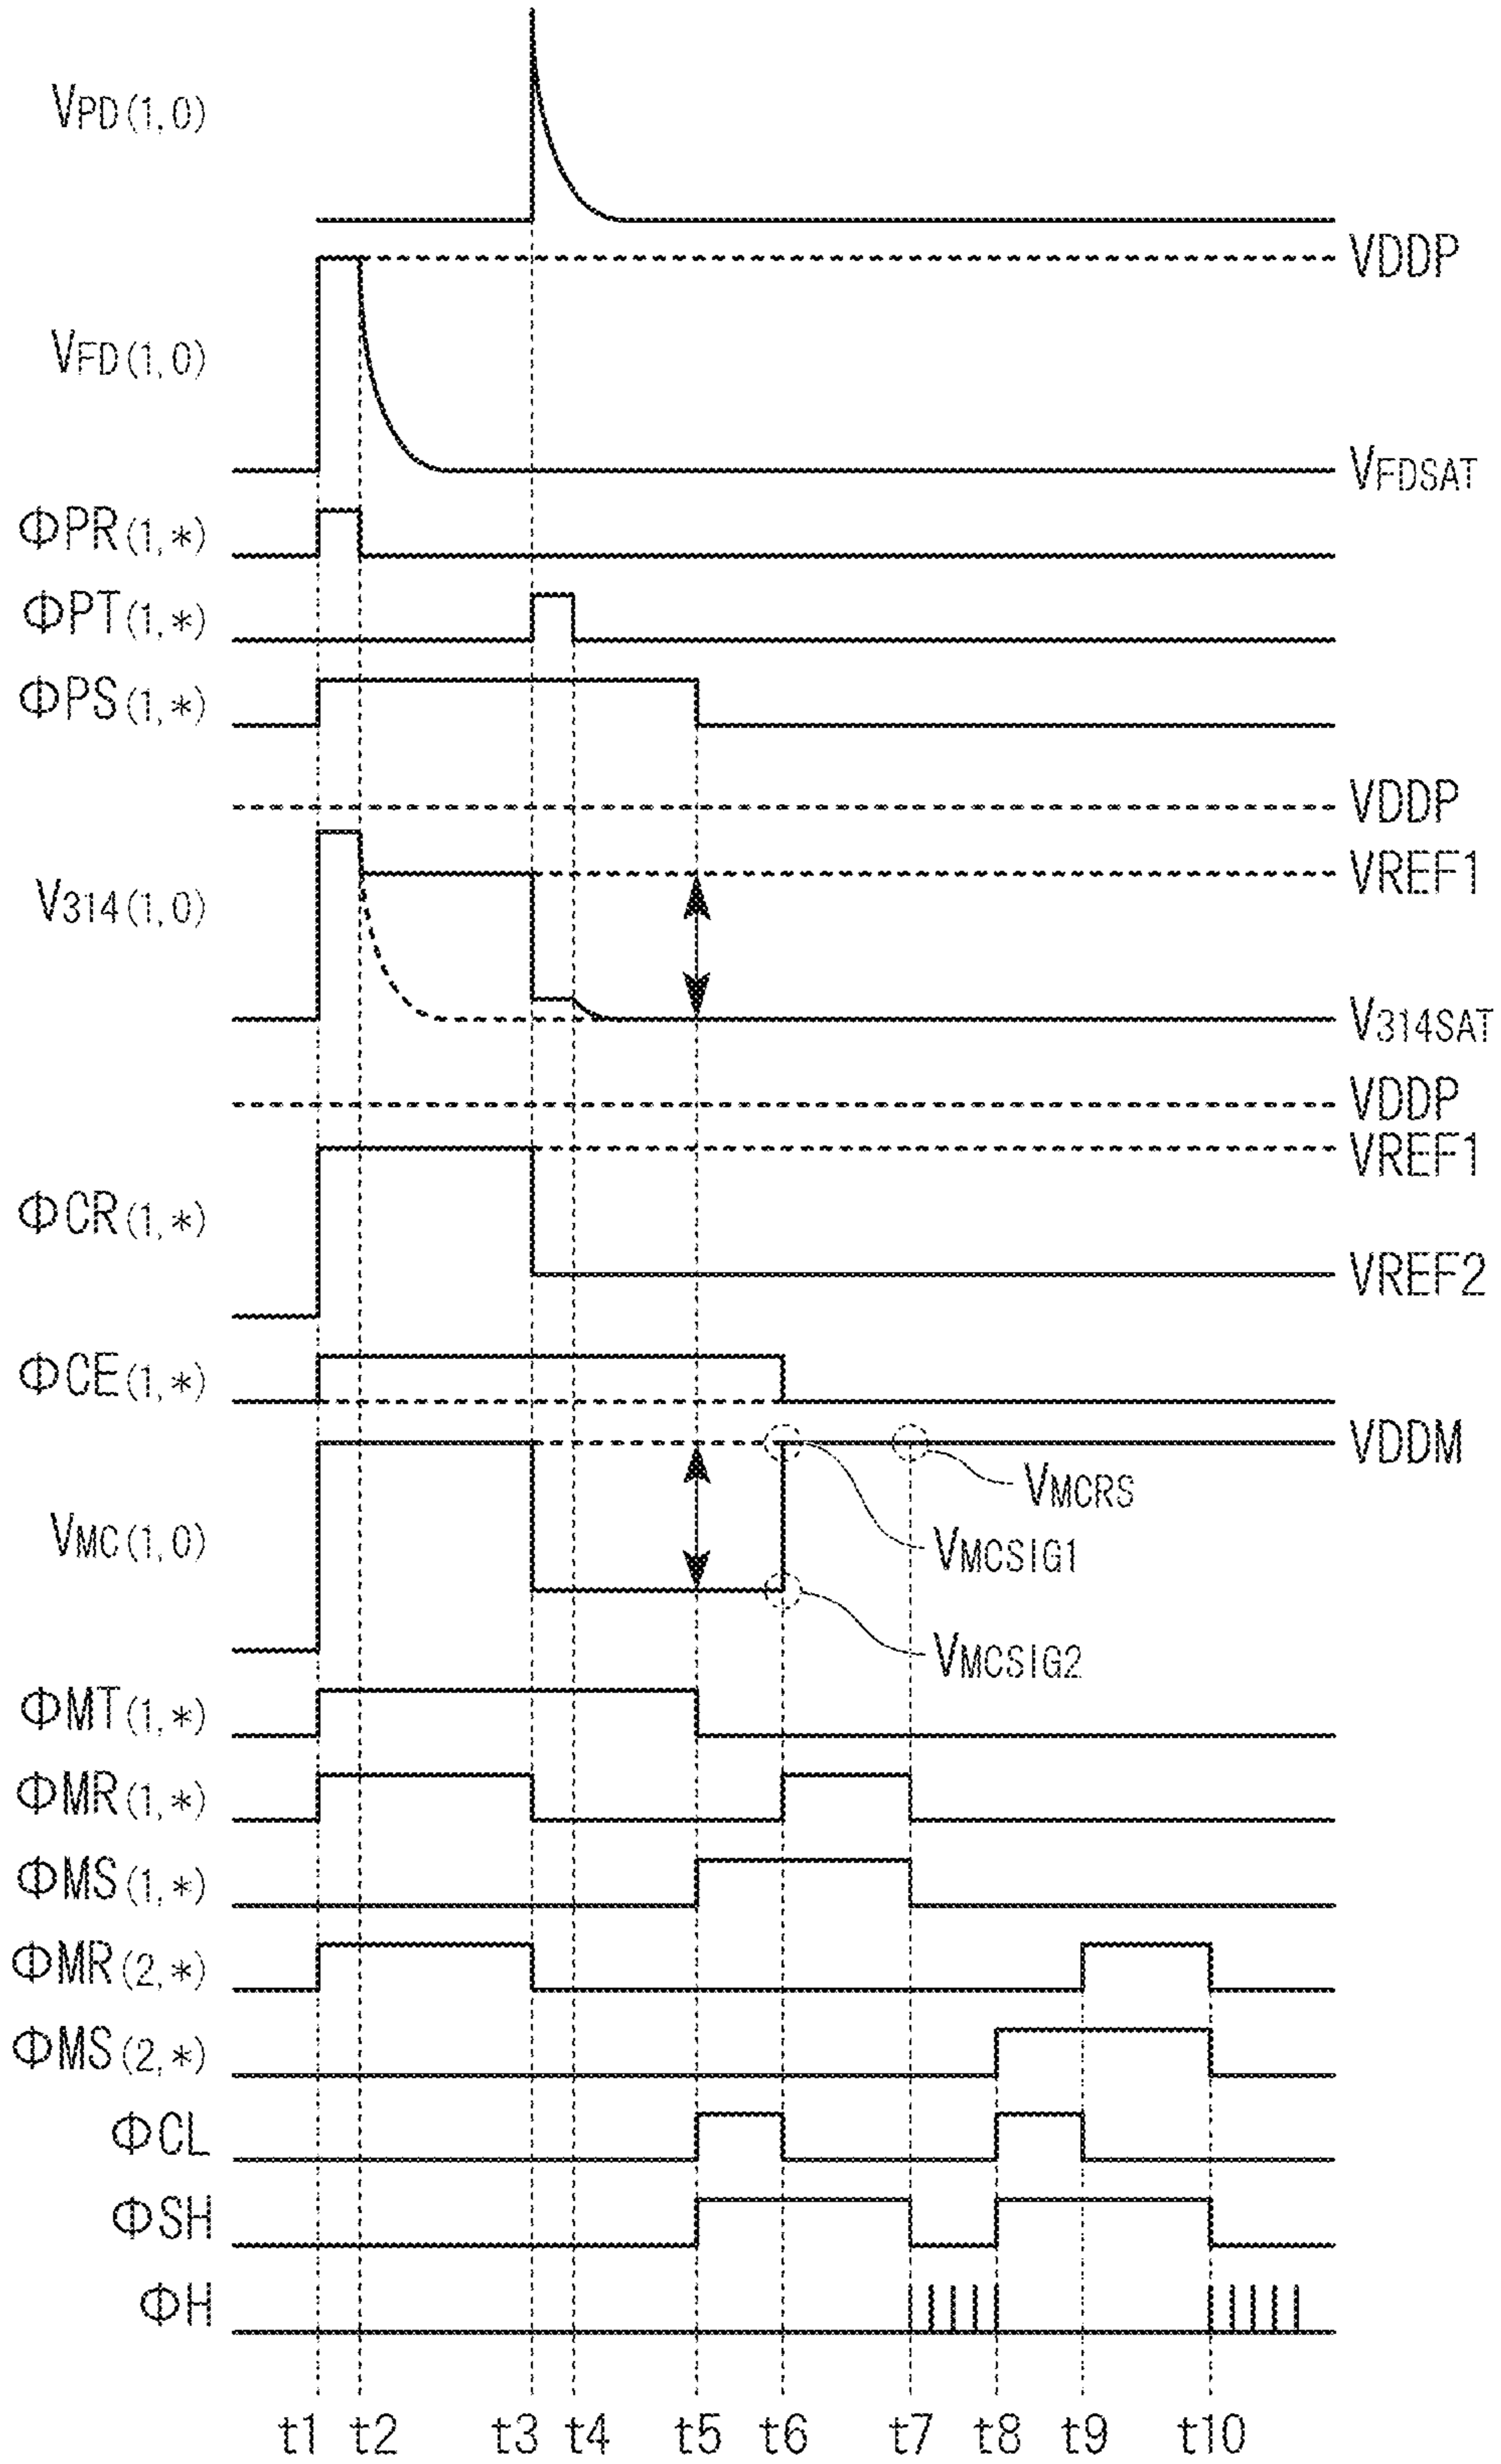 VPD(1,0)
VDDP
VFD(1,0)
VFDSAT
ΦPR(1,*)
ΦPT(1,*)
ΦPS(1,*)
VDDP
VREF1
V314(1,0)
V314SAT
VDDP
VREF1
ΦCR(1,*)
VREF2
ΦCE(1,*)
VDDM
VMCRS
VMC(1,0)
VMCSIG1
VMCSIG2
ΦMT(1,*)
ΦMR(1,*)
ΦMS(1,*)
ΦMR(2,*)
ΦMS(2,*)
ΦCL
ΦSH
ΦH
t1 t2 t3 t4 t5 t6 t7 t8 t9 t10